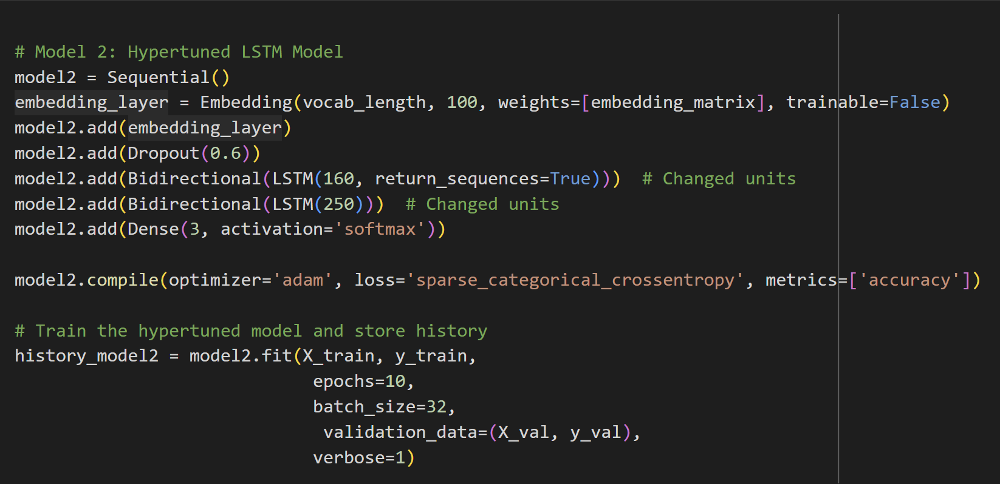 # Model 2: Hypertuned LSTM Model
model2 = Sequential()
embedding_layer = Embedding(vocab_length, 100, weights=[embedding_matrix], trainable=False)
model2.add(embedding_layer)
model2.add(Dropout(0.6))
model2.add(Bidirectional(LSTM(160, return_sequences=True)))  # Changed units
model2.add(Bidirectional(LSTM(250)))  # Changed units
model2.add(Dense(3, activation='softmax'))
model2.compile(optimizer='adam', loss='sparse_categorical_crossentropy', metrics=['accuracy'])
# Train the hypertuned model and store history
history_model2 = model2.fit(X_train, y_train,
epochs=10,
batch_size=32,
validation_data=(X_val, y_val),
verbose=1)